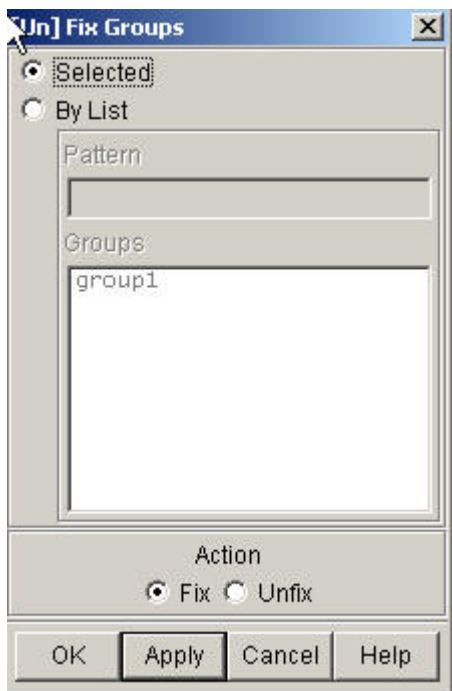 [Un] Fix Groups
Selected
By List
Pattern
Groups
group1
Action
Fix Unfix
OK Apply Cancel Help